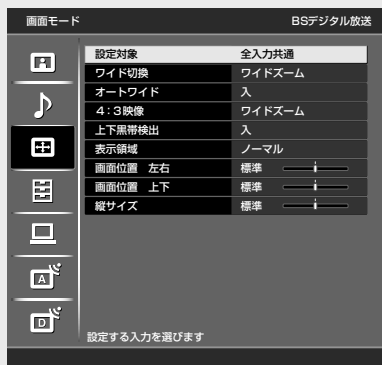 画面モード BSデジタル放送
設定対象 全入力共通
ワイド切換 ワイドズーム
オートワイド 入
4:3映像 ワイドズーム
上下黒帯検出 入
表示領域 ノーマル
画面位置 左右 標準
画面位置 上下 標準
縦サイズ 標準
A
D
設定する入力を選びます